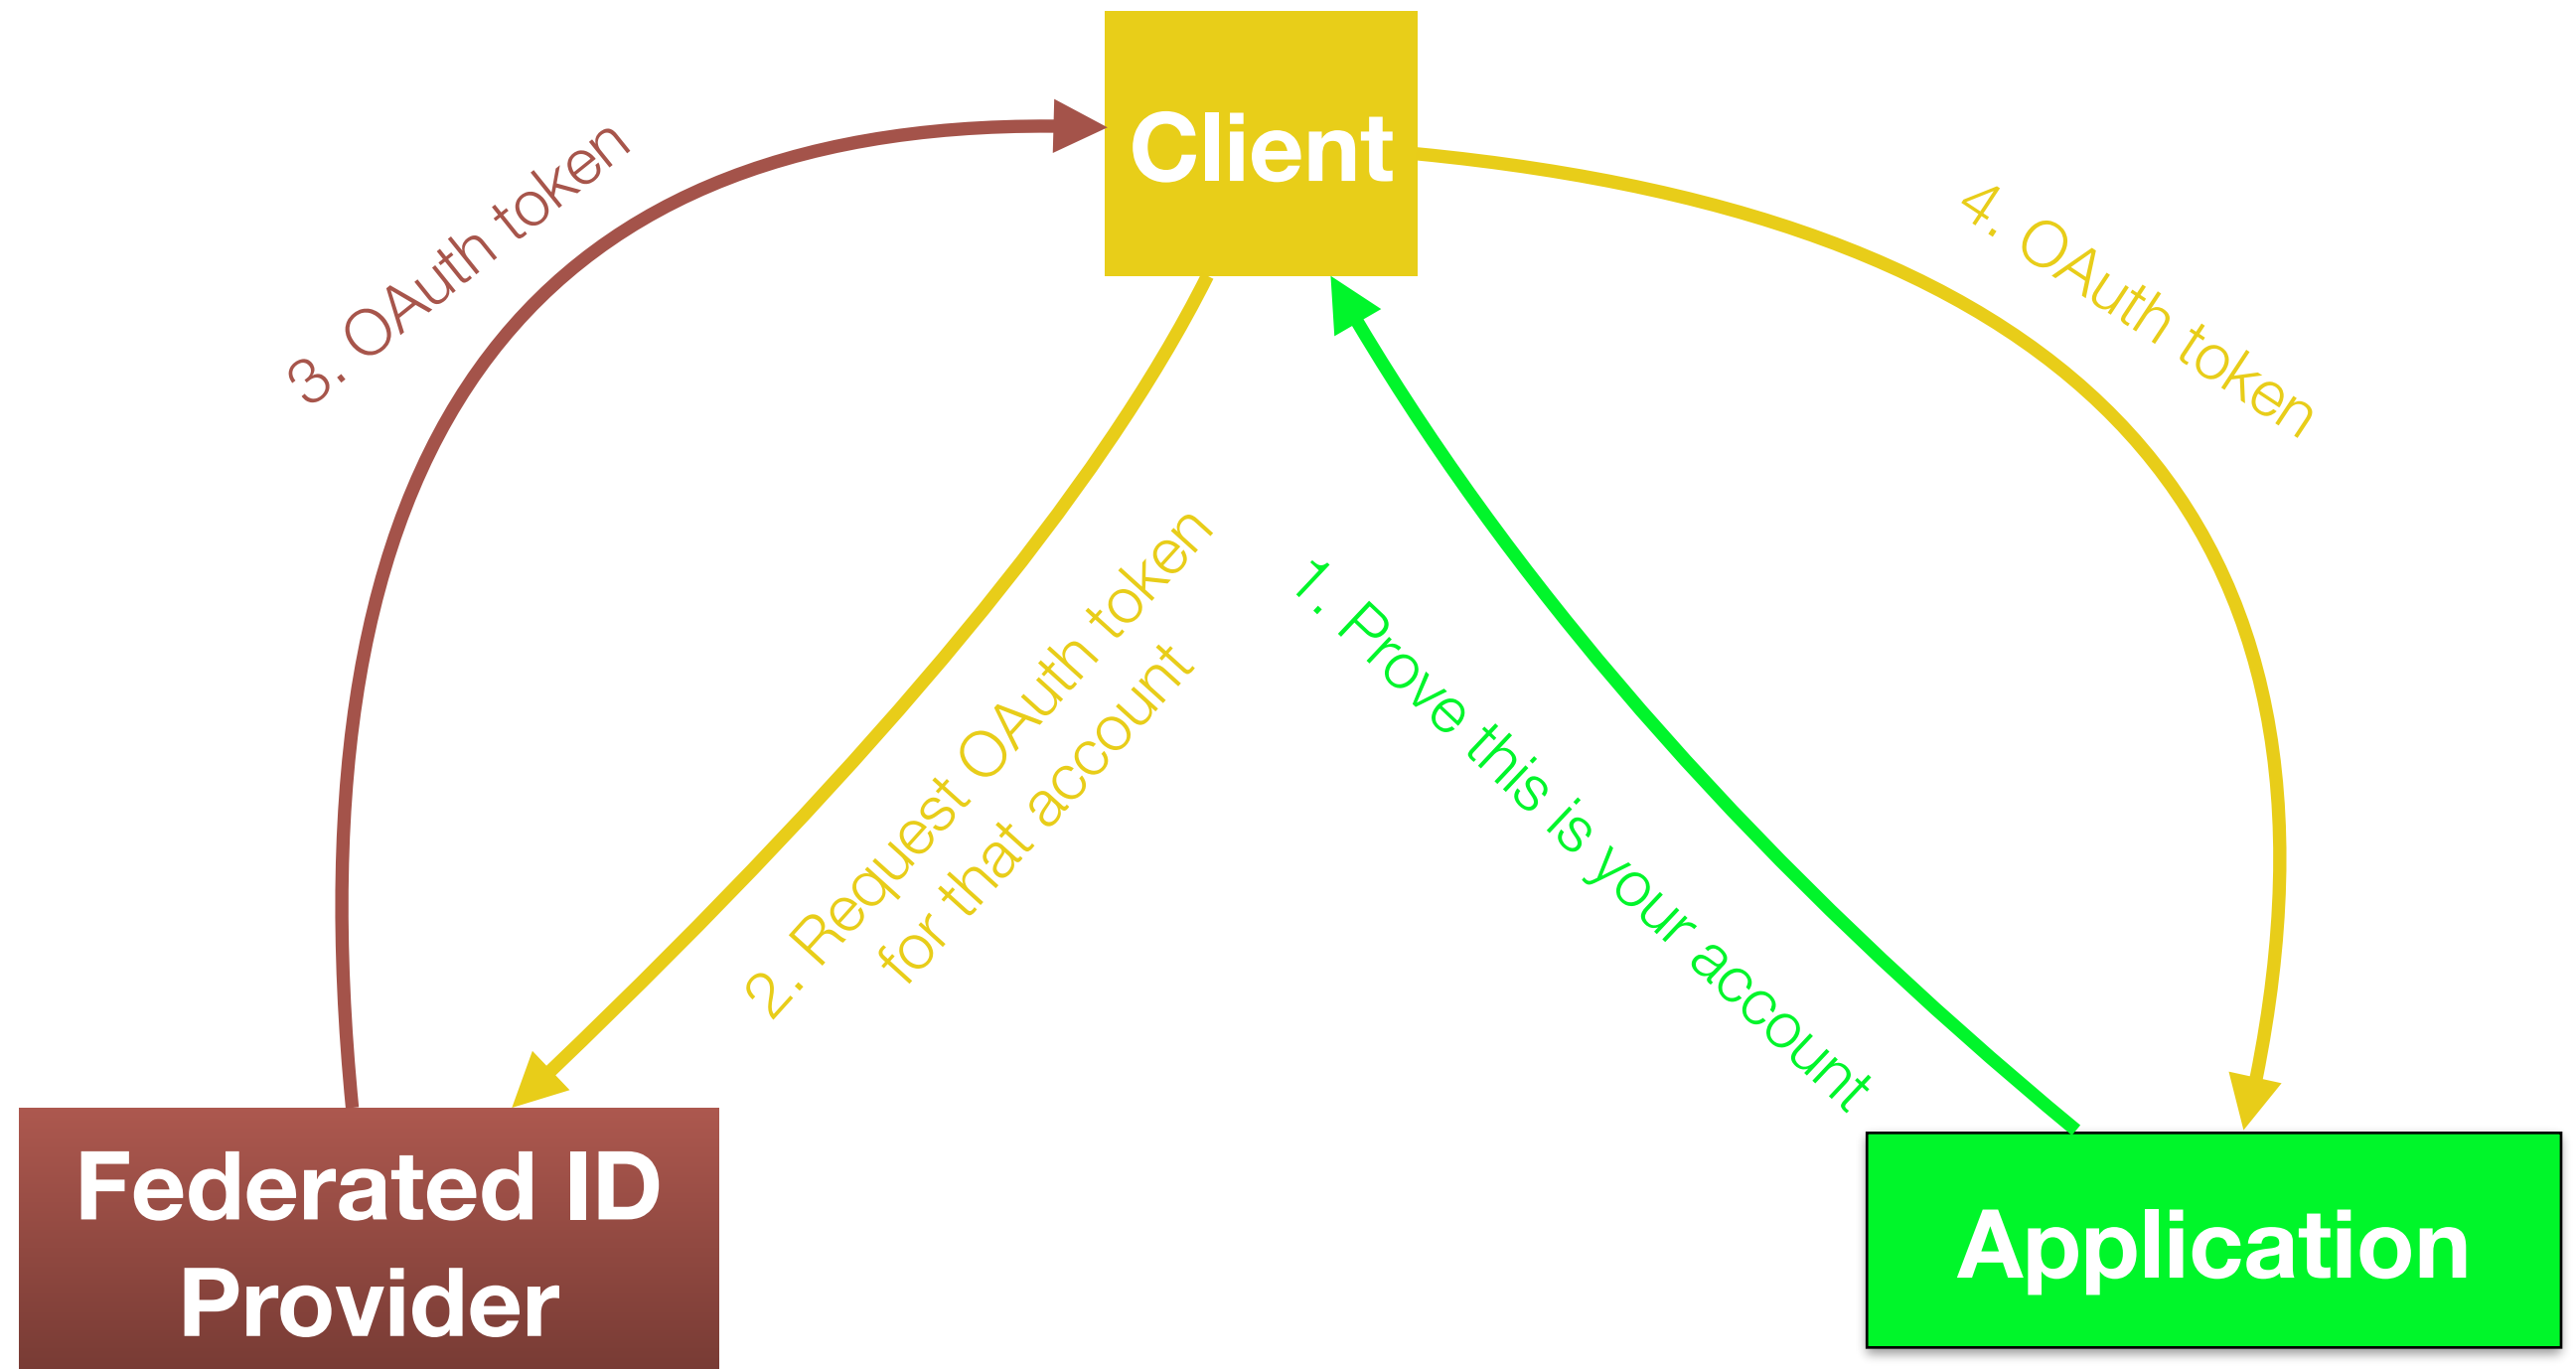 Client
3. OAuth token
4. OAuth token
2. Request OAuth token
for that account
1. Prove this is your account
Federated ID
Provider
Application